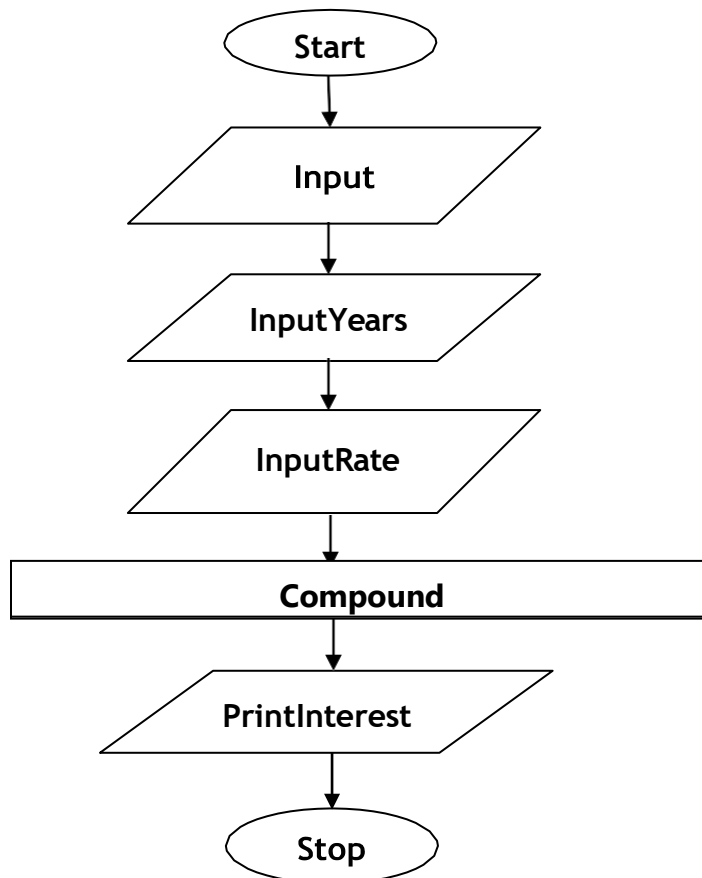 Start
Input
InputYears
InputRate
Compound
PrintInterest
Stop